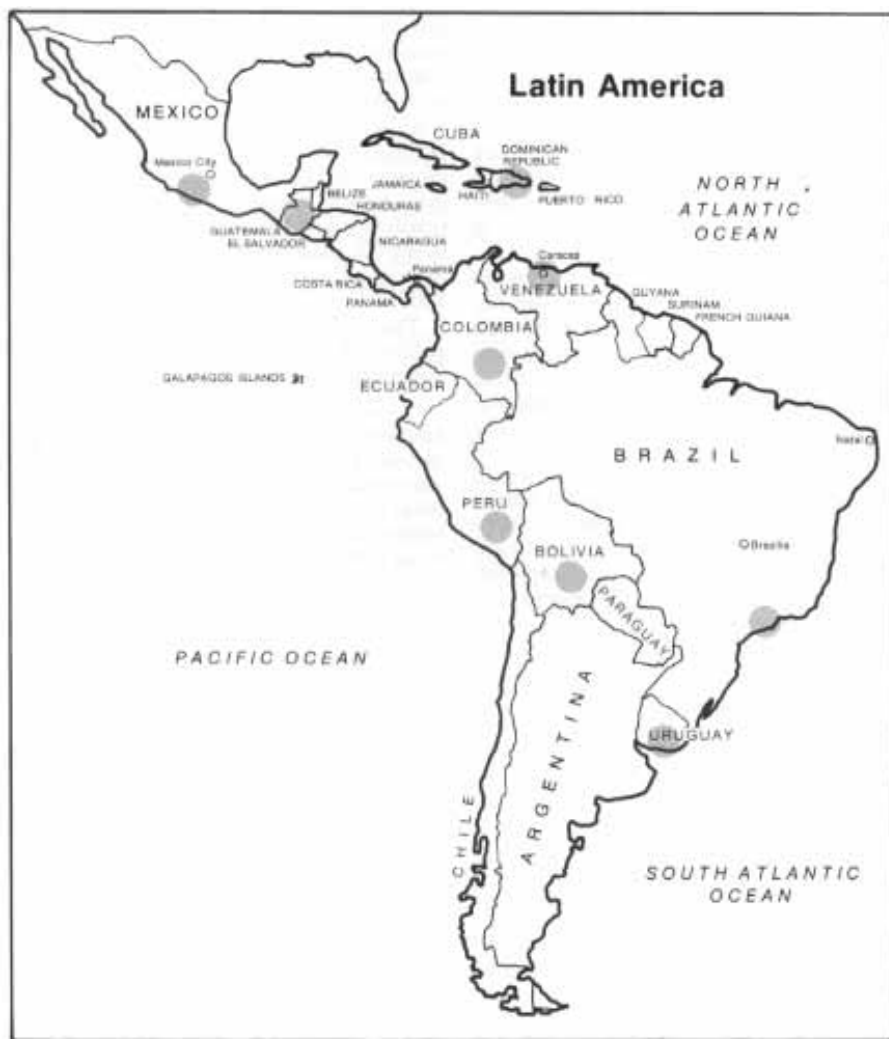 Latin America
MEXICO
CUBA
DOMINICAN
REPUBLIC
Mexico City
BELIZE
JAMAICA
HAITI
PUERTO RICO
NORTH
ATLANTIC
OCEAN
HONDURAS
GUATEMALA
EL SALVADOR
NICARAGUA
Caracas
Panama
COSTA RICA
PANAMA
VENEZUELA
GUYANA
SURINAM
FRENCH GUIANA
COLOMBIA
GALAPAGOS ISLANDS
ECUADOR
BRAZIL
Natal
PERU
BOLIVIA
Brasilia
PARAGUAY
PACIFIC OCEAN
URUGUAY
ARGENTINA
CHILE
SOUTH ATLANTIC
OCEAN